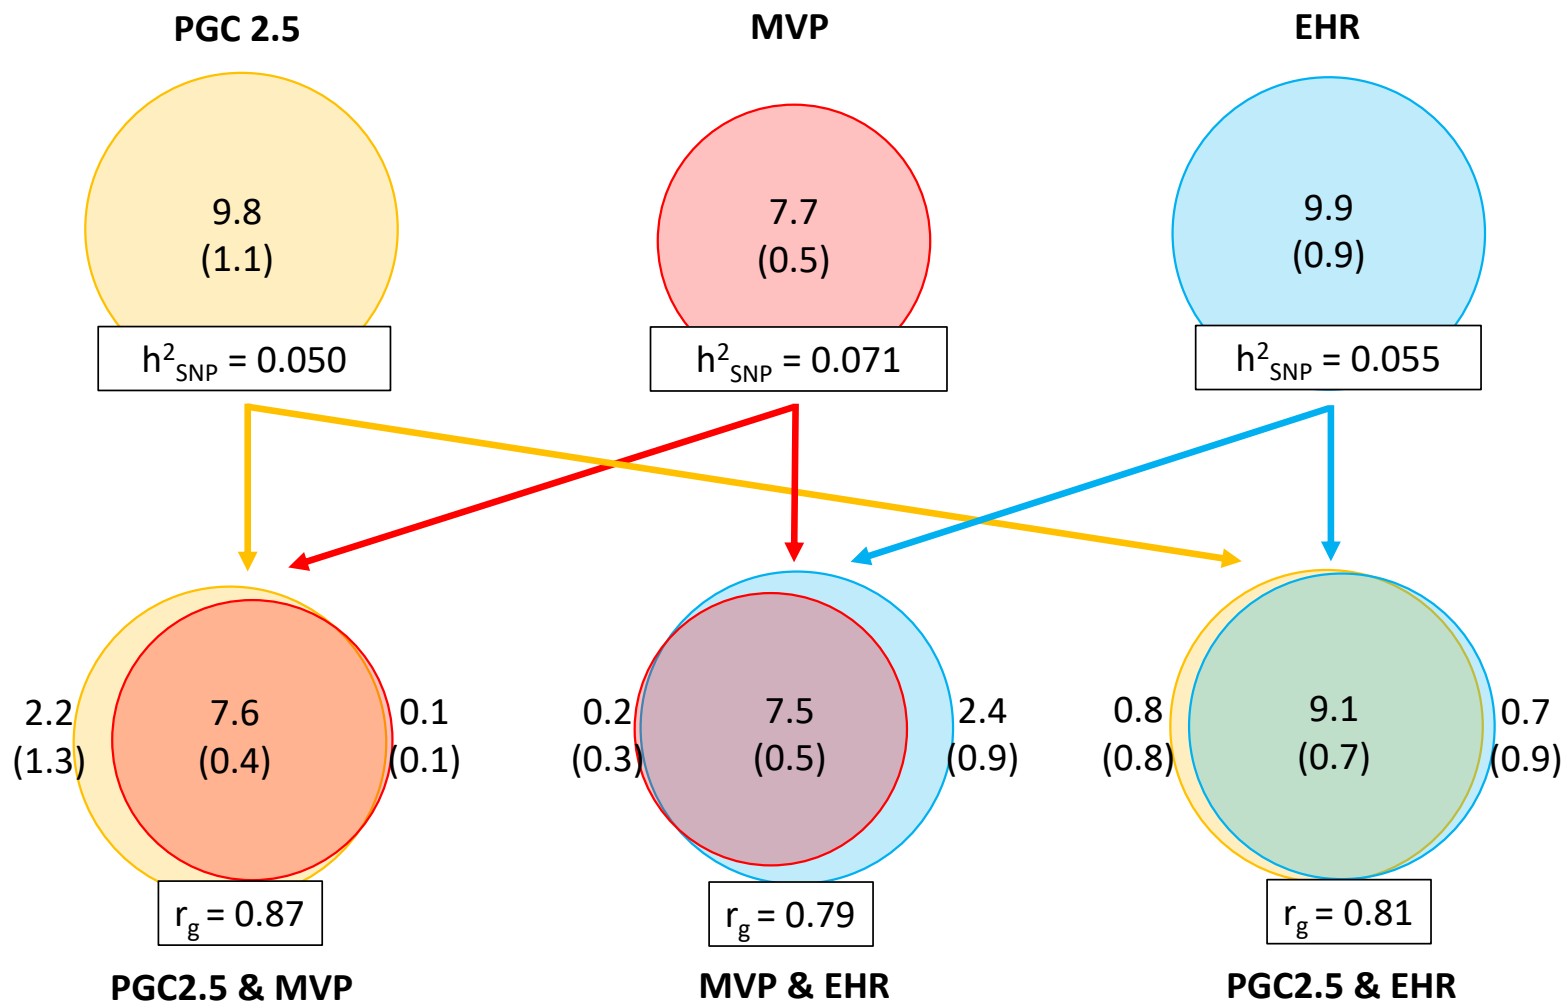 PGC 2.5
MVP
EHR
9.8
(1.1)
7.7
(0.5)
9.9
(0.9)
h²SNP = 0.050
h²SNP = 0.071
h²SNP = 0.055
2.2
(1.3)
7.6
(0.4)
0.1
(0.1)
0.2
(0.3)
7.5
(0.5)
2.4
(0.9)
0.8
(0.8)
9.1
(0.7)
0.7
(0.9)
rg = 0.87
rg = 0.79
rg = 0.81
PGC2.5 & MVP
MVP & EHR
PGC2.5 & EHR